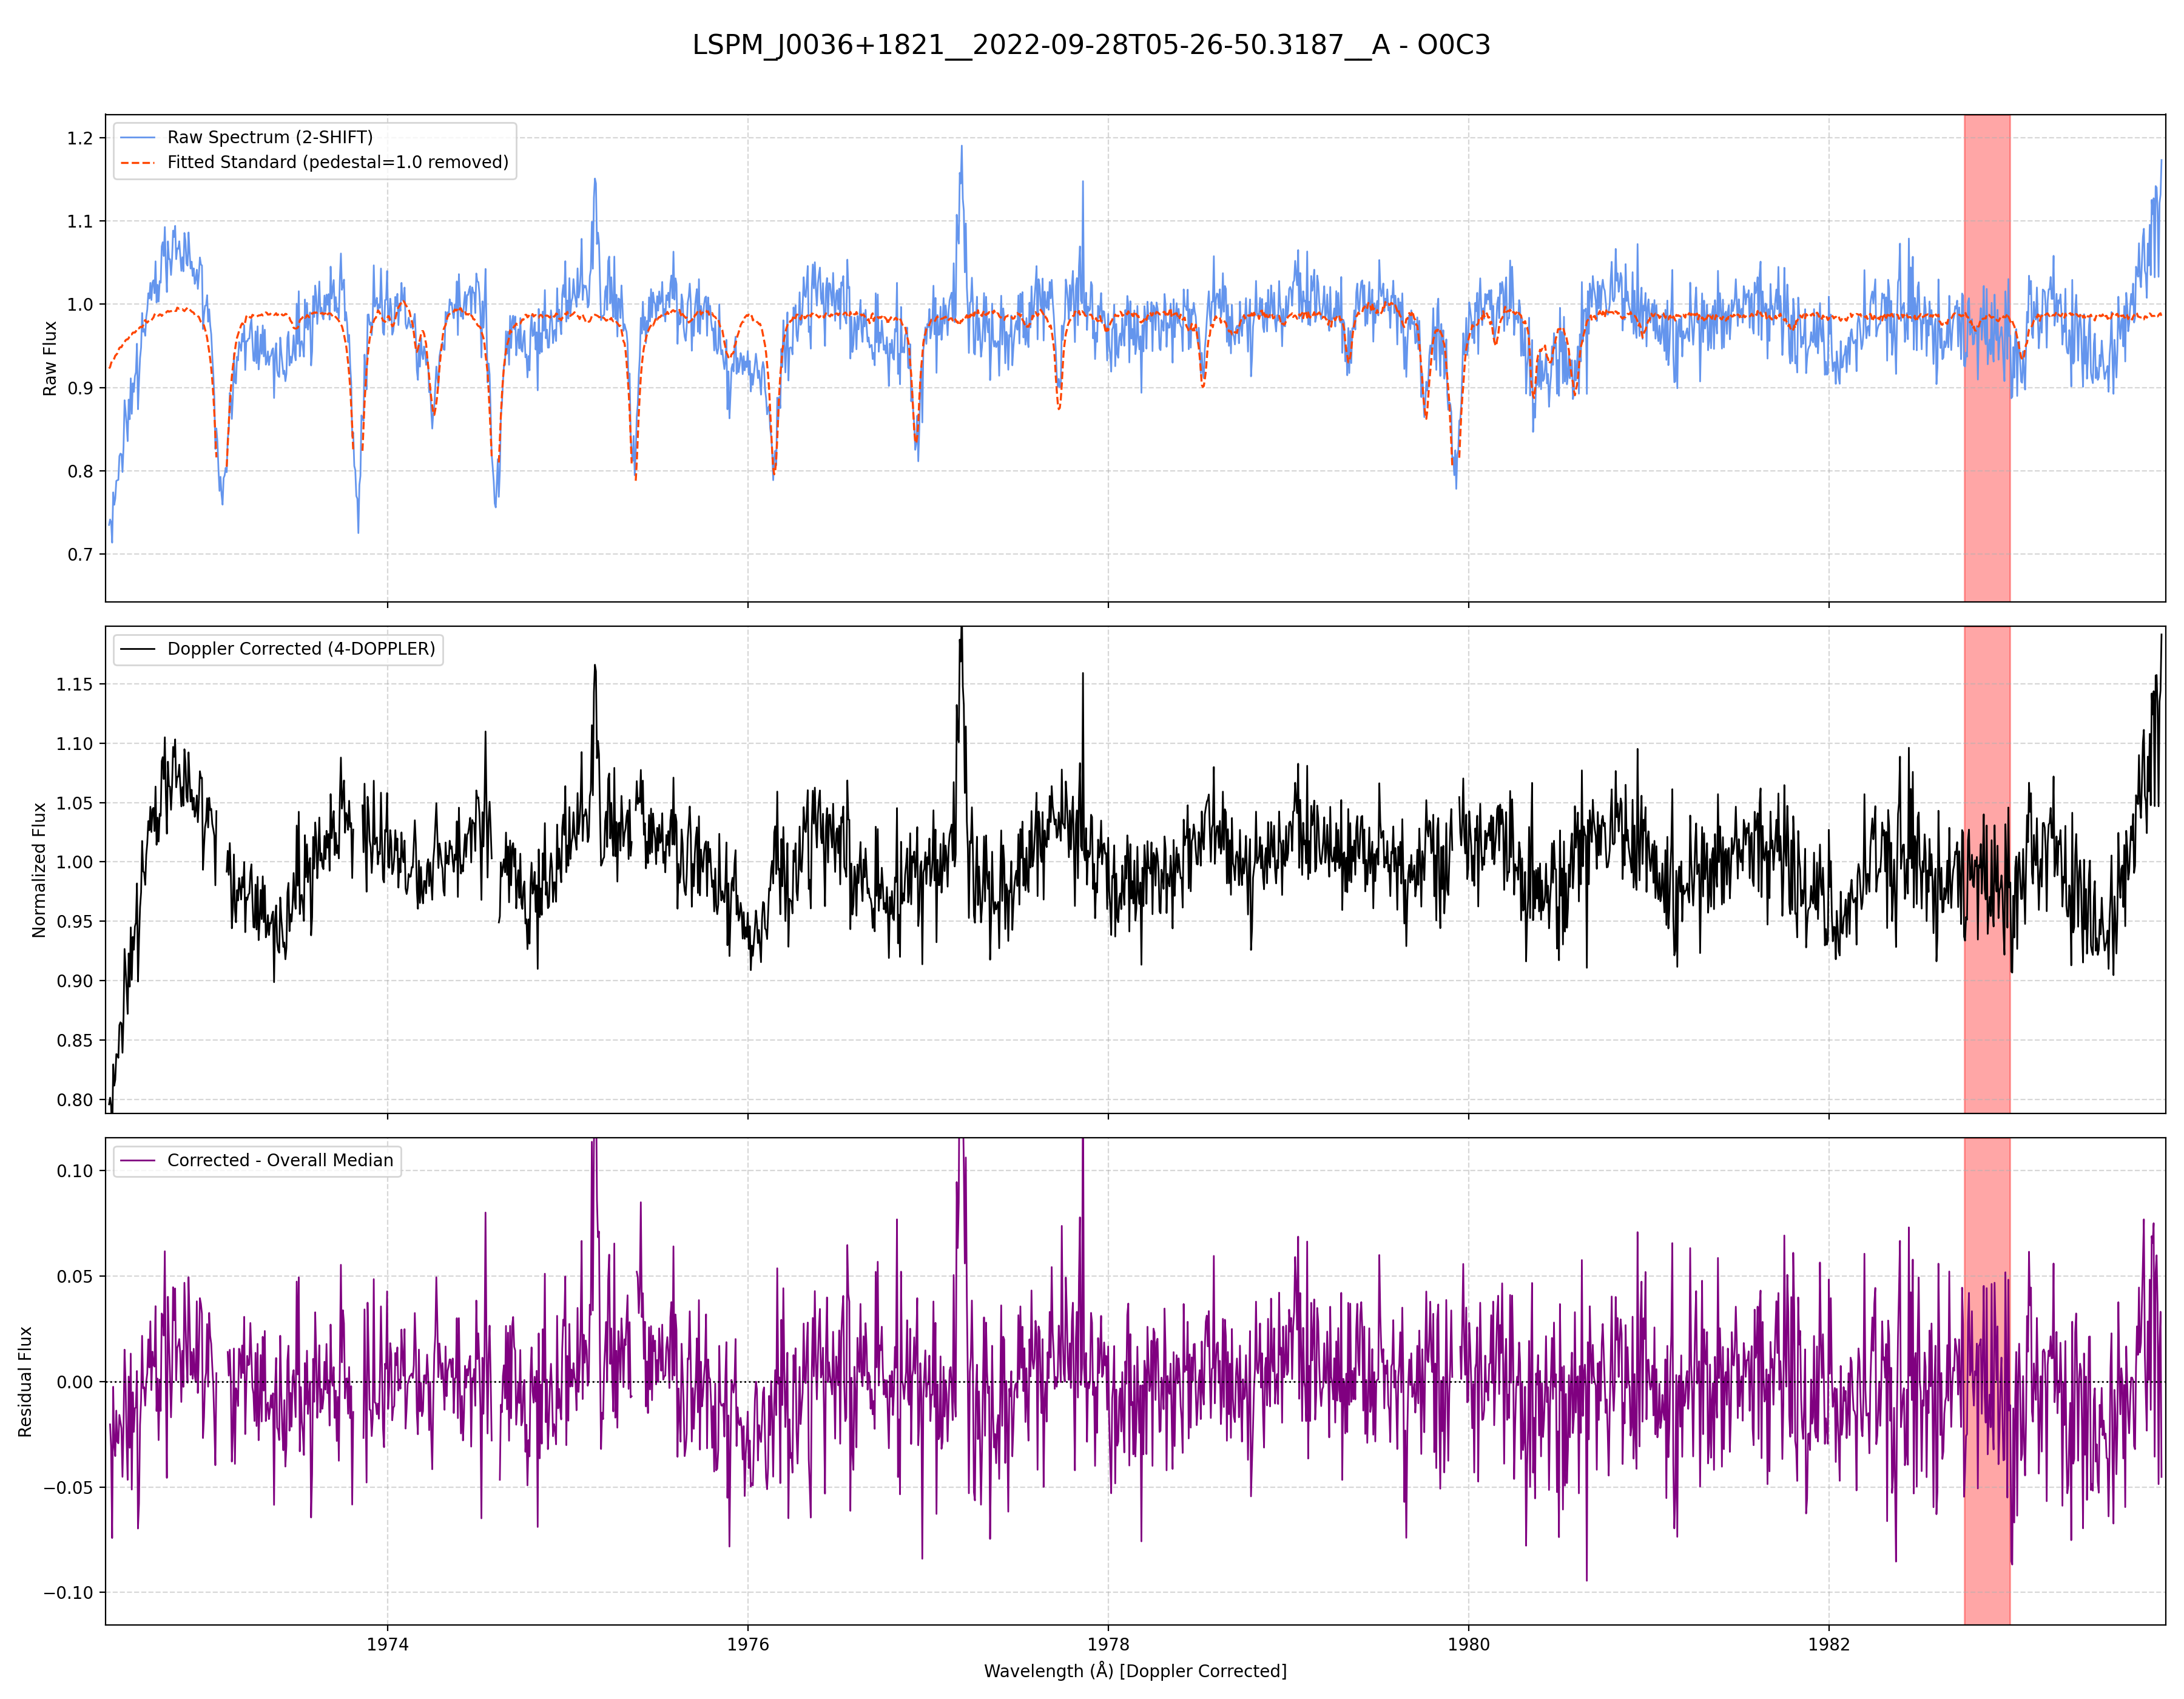 LSPM_J0036+1821__2022-09-28T05-26-50.3187__A - O0C3
Raw Spectrum (2-SHIFT)
Fitted Standard (pedestal=1.0 removed)
Raw Flux
1.2
1.1
1.0
0.9
0.8
0.7
Doppler Corrected (4-DOPPLER)
Normalized Flux
1.15
1.10
1.05
1.00
0.95
0.90
0.85
0.80
Corrected - Overall Median
Residual Flux
0.10
0.05
0.00
−0.05
−0.10
1974
1976
1978
1980
1982
Wavelength (Å) [Doppler Corrected]